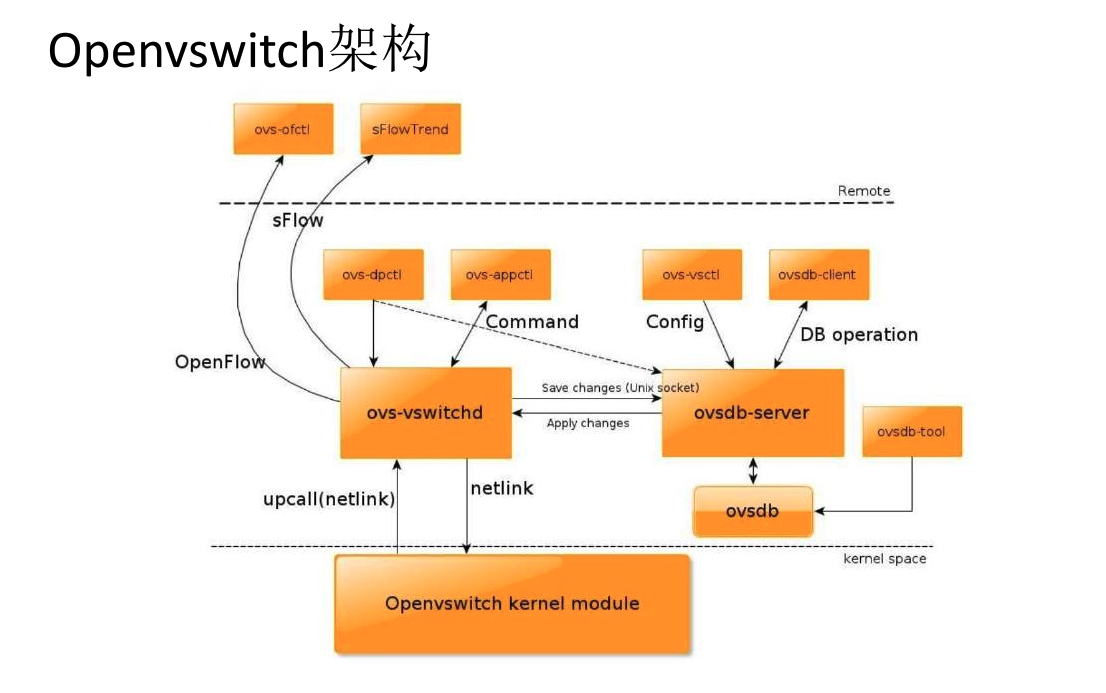 Openvswitch架构
ovs-ofctl
sFlowTrend
Remote
sFlow
ovs-dpctl
ovs-appctl
ovs-vsctl
ovsdb-client
Command
Config
DB operation
OpenFlow
Save changes (Unix socket)
ovs-vswitchd
ovsdb-server
Apply changes
ovsdb-tool
upcall(netlink)
netlink
ovsdb
kernel space
Openvswitch kernel module